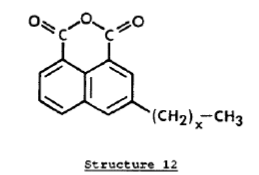 O O O
C C
(CH₂)ₓ—CH₃
Structure 12